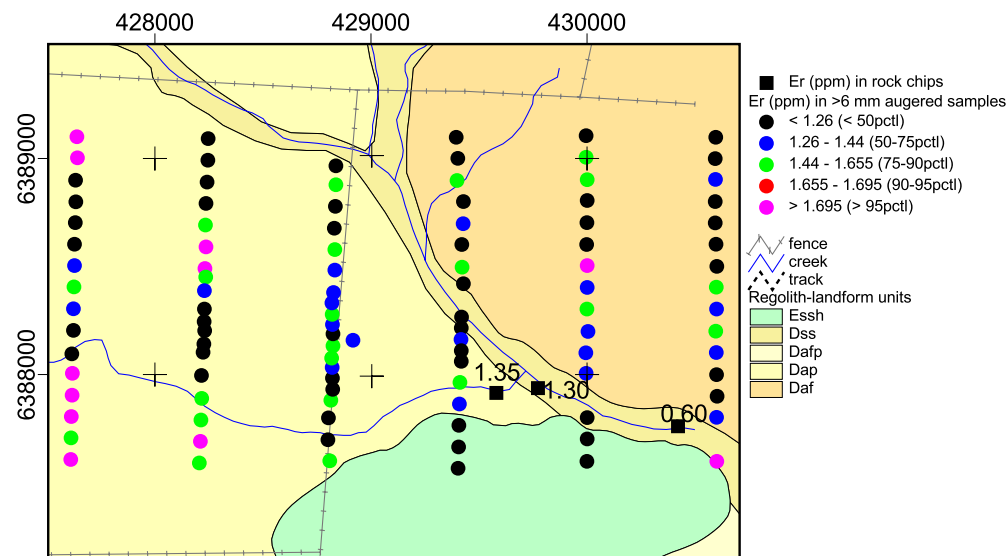 428000 429000 430000
6389000
6388000
1.35
1.30
0.60
Er (ppm) in rock chips
Er (ppm) in >6 mm augered samples
< 1.26 (< 50pctl)
1.26 - 1.44 (50-75pctl)
1.44 - 1.655 (75-90pctl)
1.655 - 1.695 (90-95pctl)
> 1.695 (> 95pctl)
fence
creek
track
Regolith-landform units
Essh
Dss
Dafp
Dap
Daf